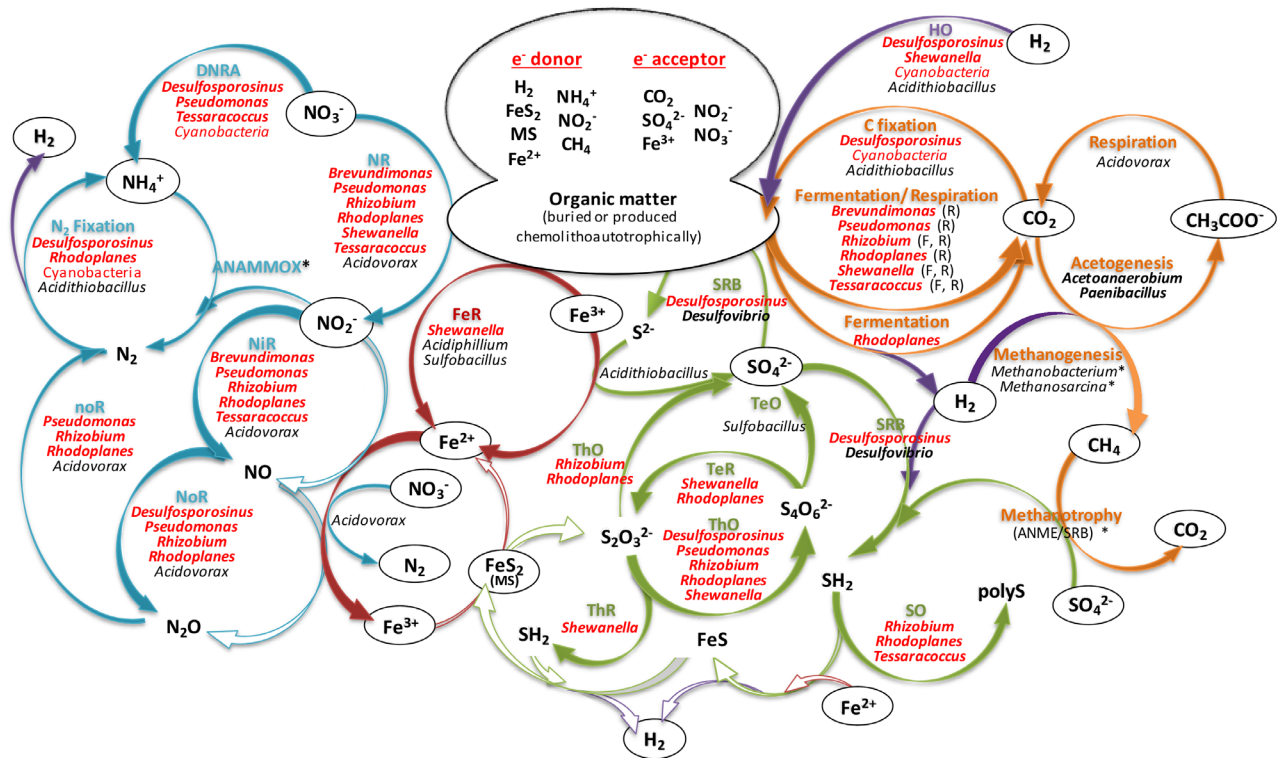 HO
Desulfosporosinus
Shewanella
Cyanobacteria
Acidithiobacillus
H₂
e⁻ donor
H₂
FeS₂
MS
Fe²⁺
NH₄⁺
NO₂⁻
CH₄
e⁻ acceptor
CO₂
SO₄²⁻
Fe³⁺
NO₂⁻
NO₃⁻
Organic matter
(buried or produced
chemolithoautotrophically)
DNRA
Desulfosporosinus
Pseudomonas
Tessaracoccus
Cyanobacteria
NO₃⁻
H₂
NH₄⁺
NR
Brevundimonas
Pseudomonas
Rhizobium
Rhodoplanes
Shewanella
Tessaracoccus
Acidovorax
N₂ Fixation
Desulfosporosinus
Rhodoplanes
Cyanobacteria
Acidithiobacillus
ANAMMOX*
NO₂⁻
N₂
NiR
Brevundimonas
Pseudomonas
Rhizobium
Rhodoplanes
Tessaracoccus
Acidovorax
noR
Pseudomonas
Rhizobium
Rhodoplanes
Acidovorax
NO
NoR
Desulfosporosinus
Pseudomonas
Rhizobium
Rhodoplanes
Acidovorax
N₂O
C fixation
Desulfosporosinus
Cyanobacteria
Acidithiobacillus
Fermentation/Respiration
Brevundimonas (R)
Pseudomonas (R)
Rhizobium (F, R)
Rhodoplanes (R)
Shewanella (F, R)
Tessaracoccus (F, R)
CO₂
Respiration
Acidovorax
CH₃COO⁻
Acetogenesis
Acetoanaerobium
Paenibacillus
Fermentation
Rhodoplanes
Methanogenesis
Methanobacterium*
Methanosarcina*
H₂
CH₄
Methanotrophy
(ANME/SRB) *
CO₂
SO₄²⁻
FeR
Shewanella
Acidiphillium
Sulfobacillus
Fe³⁺
Fe²⁺
NO₃⁻
Acidovorax
N₂
Fe³⁺
FeS₂
(MS)
SRB
Desulfosporosinus
Desulfovibrio
S²⁻
Acidithiobacillus
SO₄²⁻
TeO
Sulfobacillus
SRB
Desulfosporosinus
Desulfovibrio
ThO
Rhizobium
Rhodoplanes
TeR
Shewanella
Rhodoplanes
S₂O₃²⁻
S₄O₆²⁻
ThO
Desulfosporosinus
Pseudomonas
Rhizobium
Rhodoplanes
Shewanella
ThR
Shewanella
SH₂
FeS
SH₂
SO
Rhizobium
Rhodoplanes
Tessaracoccus
polyS
Fe²⁺
H₂